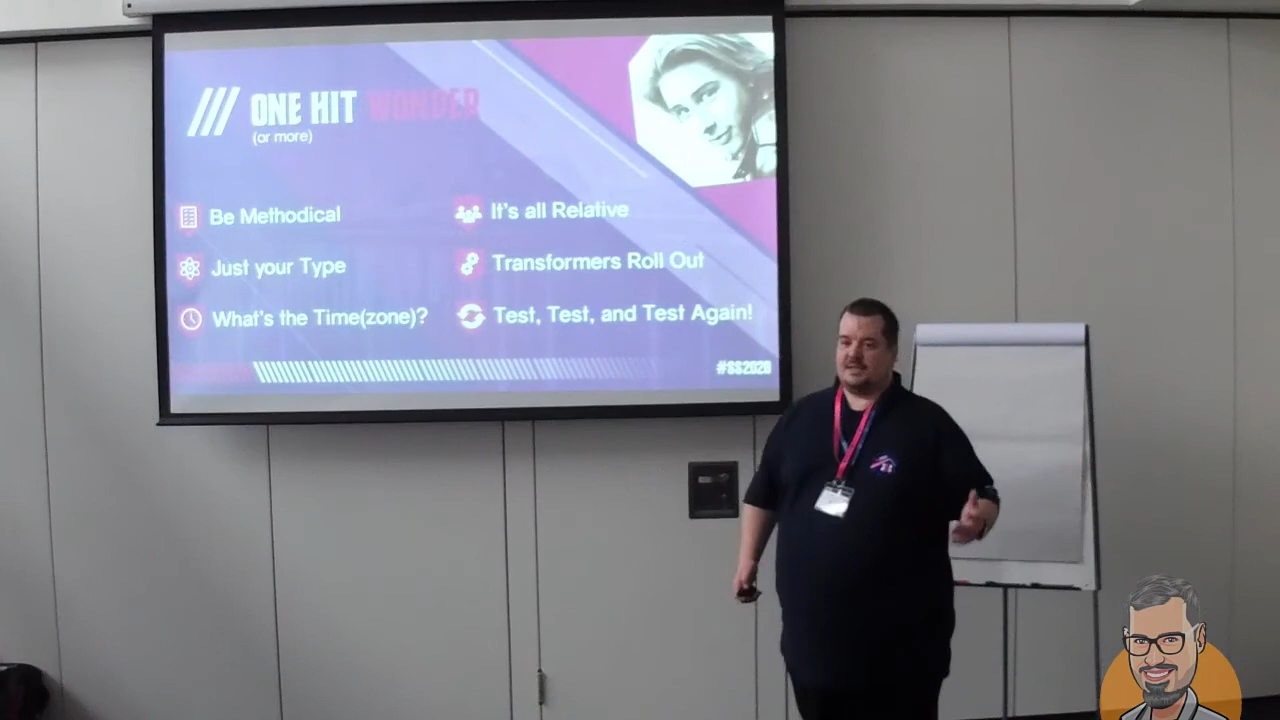 ONE HIT WONDER
(or more)
Be Methodical
Just your Type
What's the Time(zone)?
It's all Relative
Transformers Roll Out
Test, Test, and Test Again!
#SS2020